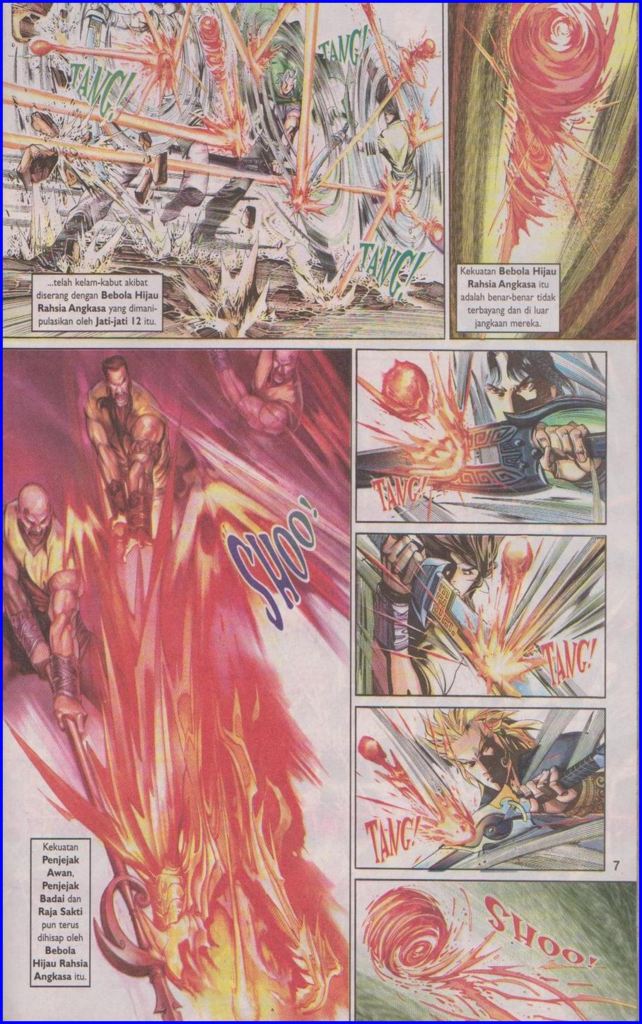 TANG!
TANG!
TANG
TANG!
...telah kelam-kabut akibat
diserang dengan Bebola Hijau
Rahsia Angkasa yang dimani-
pulasikan oleh Jati-jati 12 itu.
Kekuatan Bebola Hijau
Rahsia Angkasa itu
adalah benar-benar tidak
terbayang dan di luar
jangkaan mereka.
SHOO!
TANG!
TANG!
TANG!
7
Kekuatan
Penjejak
Awan,
Penjejak
Badai dan
Raja Sakti
pun terus
dihisap oleh
Bebola
Hijau Rahsia
Angkasa itu.
SHOO!